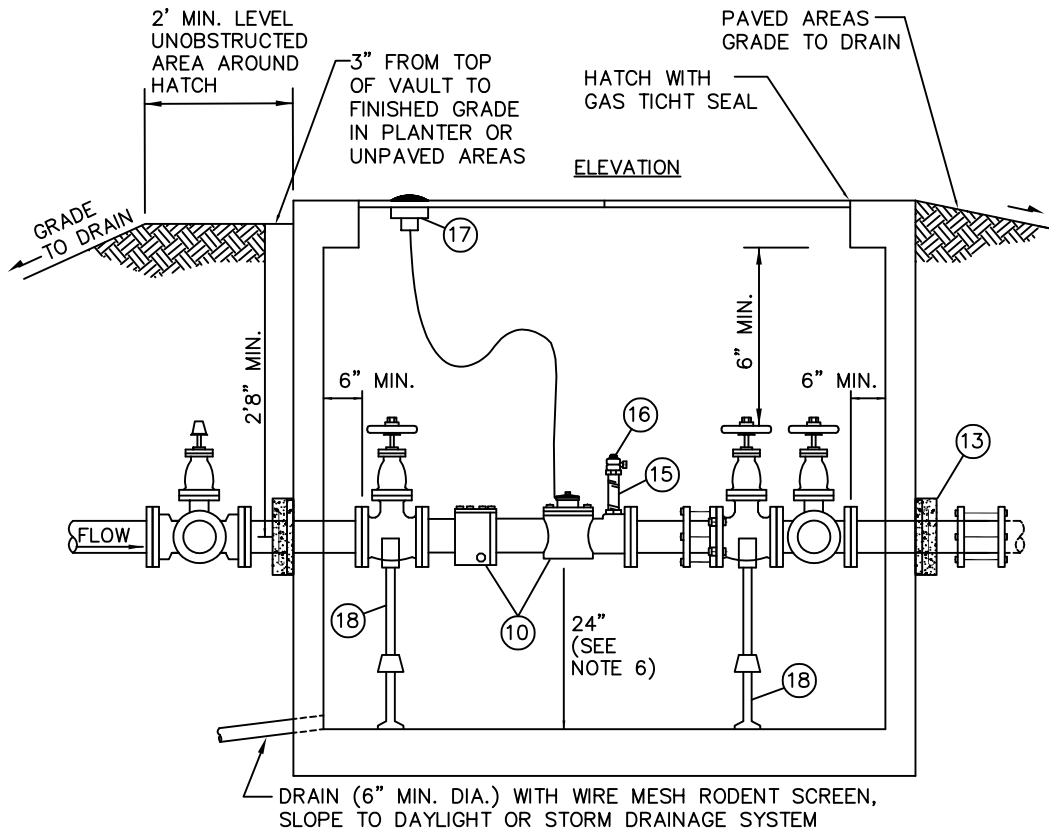 2' MIN. LEVEL
UNOBSTRUCTED
AREA AROUND
HATCH
3" FROM TOP
OF VAULT TO
FINISHED GRADE
IN PLANTER OR
UNPAVED AREAS
PAVED AREAS
GRADE TO DRAIN
HATCH WITH
GAS TICHT SEAL
ELEVATION
GRADE
TO DRAIN
17
2'8" MIN.
6" MIN.
6" MIN.
6" MIN.
16
15
13
FLOW
18
10
24"
(SEE
NOTE 6)
18
DRAIN (6" MIN. DIA.) WITH WIRE MESH RODENT SCREEN,
SLOPE TO DAYLIGHT OR STORM DRAINAGE SYSTEM